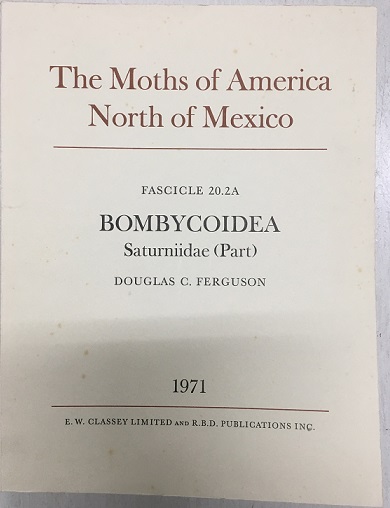 The Moths of America
North of Mexico
FASCICLE 20.2A
BOMBYCOIDEA
Saturniidae (Part)
DOUGLAS C. FERGUSON
1971
E. W. CLASSEY LIMITED AND R.B.D. PUBLICATIONS INC.